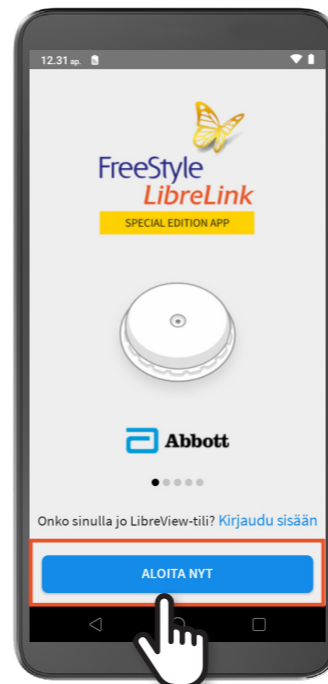 12.31 ap.
FreeStyle
LibreLink
SPECIAL EDITION APP
Abbott
Onko sinulla jo LibreView-tili? Kirjaudu sisään
ALOITA NYT